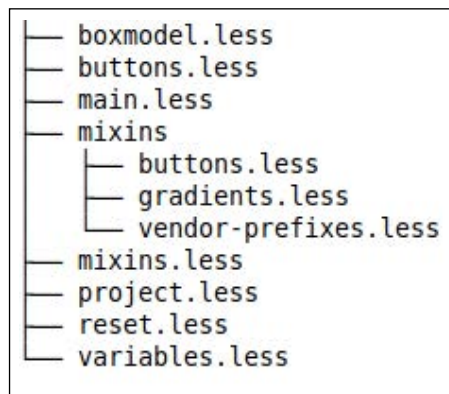 boxmodel.less
buttons.less
main.less
mixins
buttons.less
gradients.less
vendor-prefixes.less
mixins.less
project.less
reset.less
variables.less